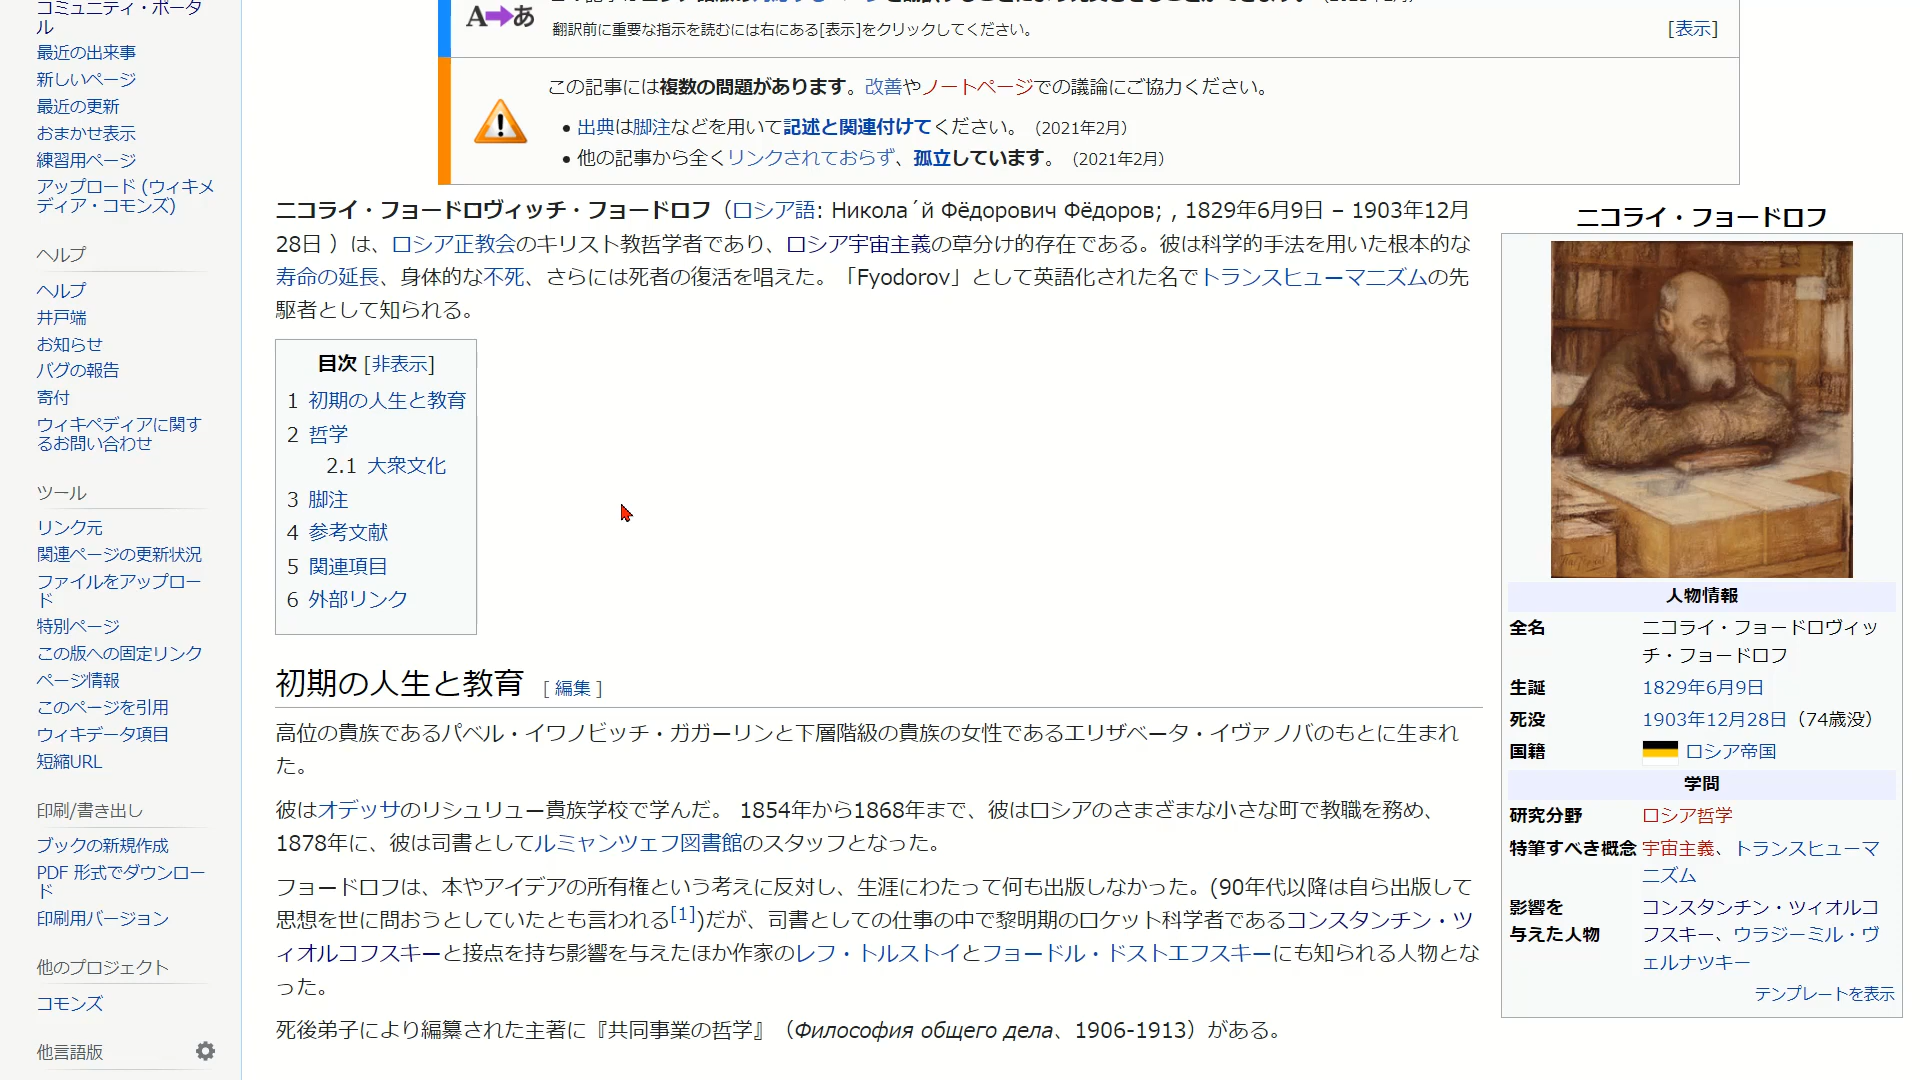 コミュニティ・ポータ
ル
最近の出来事
新しいページ
最近の更新
おまかせ表示
練習用ページ
アップロード (ウィキメ
ディア・コモンズ)
ヘルプ
ヘルプ
井戸端
お知らせ
バグの報告
寄付
ウィキペディアに関す
るお問い合わせ
ツール
リンク元
関連ページの更新状況
ファイルをアップロー
ド
特別ページ
この版への固定リンク
ページ情報
このページを引用
ウィキデータ項目
短縮URL
印刷/書き出し
ブックの新規作成
PDF 形式でダウンロー
ド
印刷用バージョン
他のプロジェクト
コモンズ
他言語版
A あ
翻訳前に重要な指示を読むには右にある[表示]をクリックしてください。 [表示]
この記事には複数の問題があります。改善やノートページでの議論にご協力ください。
• 出典は脚注などを用いて記述と関連付けてください。（2021年2月）
• 他の記事から全くリンクされておらず、孤立しています。（2021年2月）
ニコライ・フョードロヴィッチ・フョードロフ（ロシア語: Никола´й Фёдорович Фёдоров; , 1829年6月9日 – 1903年12月
28日 ）は、ロシア正教会のキリスト教哲学者であり、ロシア宇宙主義の草分け的存在である。彼は科学的手法を用いた根本的な
寿命の延長、身体的な不死、さらには死者の復活を唱えた。「Fyodorov」として英語化された名でトランスヒューマニズムの先
駆者として知られる。
目次 [非表示]
1 初期の人生と教育
2 哲学
2.1 大衆文化
3 脚注
4 参考文献
5 関連項目
6 外部リンク
初期の人生と教育 [ 編集 ]
高位の貴族であるパベル・イワノビッチ・ガガーリンと下層階級の貴族の女性であるエリザベータ・イヴァノバのもとに生まれ
た。
彼はオデッサのリシュリュー貴族学校で学んだ。 1854年から1868年まで、彼はロシアのさまざまな小さな町で教職を務め、
1878年に、彼は司書としてルミャンツェフ図書館のスタッフとなった。
フョードロフは、本やアイデアの所有権という考えに反対し、生涯にわたって何も出版しなかった。(90年代以降は自ら出版して
思想を世に問おうとしていたとも言われる[1])だが、司書としての仕事の中で黎明期のロケット科学者であるコンスタンチン・ツ
ィオルコフスキーと接点を持ち影響を与えたほか作家のレフ・トルストイとフョードル・ドストエフスキーにも知られる人物とな
った。
死後弟子により編纂された主著に『共同事業の哲学』（Философия общего дела、1906-1913）がある。
ニコライ・フョードロフ
人物情報
全名 ニコライ・フョードロヴィッ
チ・フョードロフ
生誕 1829年6月9日
死没 1903年12月28日（74歳没）
国籍 ロシア帝国
学問
研究分野 ロシア哲学
特筆すべき概念 宇宙主義、トランスヒューマ
ニズム
影響を コンスタンチン・ツィオルコ
与えた人物 フスキー、ウラジーミル・ヴ
ェルナツキー
テンプレートを表示